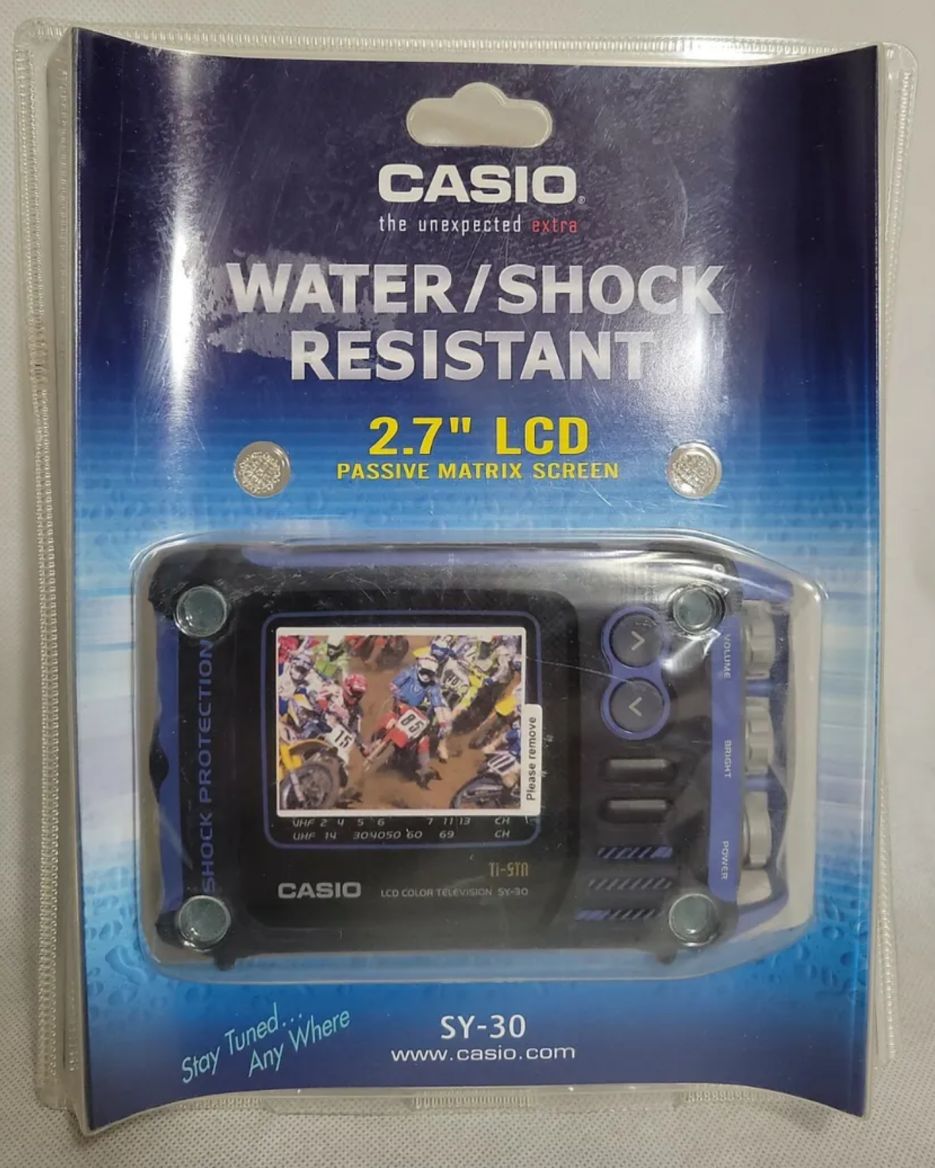 CASIO®
the unexpected extra
WATER/SHOCK
RESISTANT
2.7" LCD
PASSIVE MATRIX SCREEN
SHOCK PROTECTION
15
85
Please remove
VHF 2 4 5 6 7 11 13 CH
UHF 14 30 40 50 60 69 CH
Ti-STN
CASIO LCD COLOR TELEVISION SY-30
VOLUME
BRIGHT
POWER
Stay Tuned...
Any Where
SY-30
www.casio.com